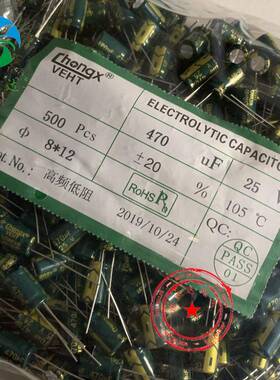 Chongx®
VEHT
ELECTROLYTIC CAPACITO
500 Pcs
470 uF
25 V
Φ 8*12
±20 %
105 ℃
高频低阻
RoHS
2019/10/24
QC:
QC
PASS
01